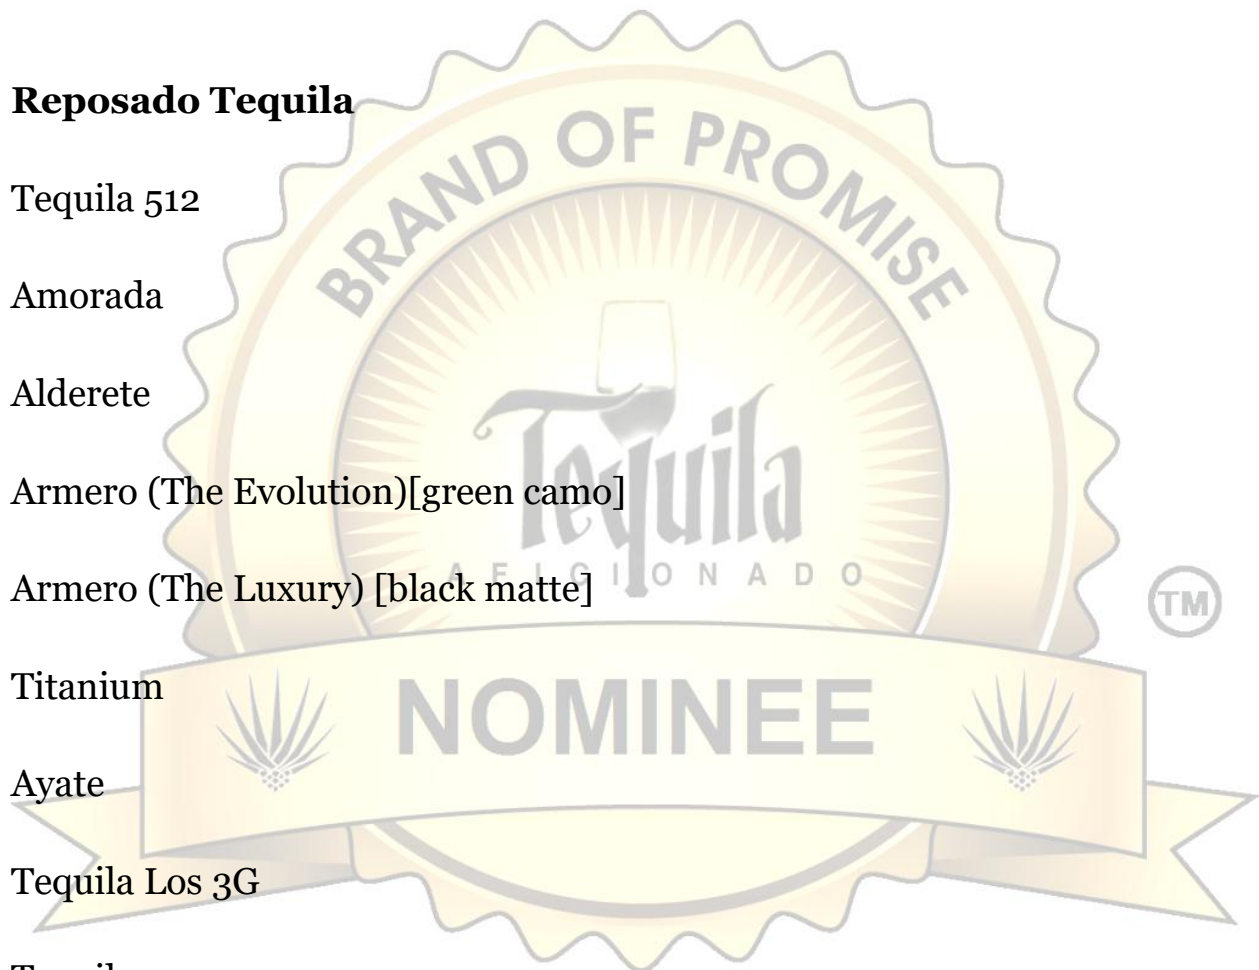 Reposado Tequila
BRAND OF PROMISE
Tequila 512
Amorada
Alderete
Tequila
Armero (The Evolution)[green camo]
AFICIONADO
Armero (The Luxury) [black matte]
TM
Titanium
NOMINEE
Ayate
Tequila Los 3G